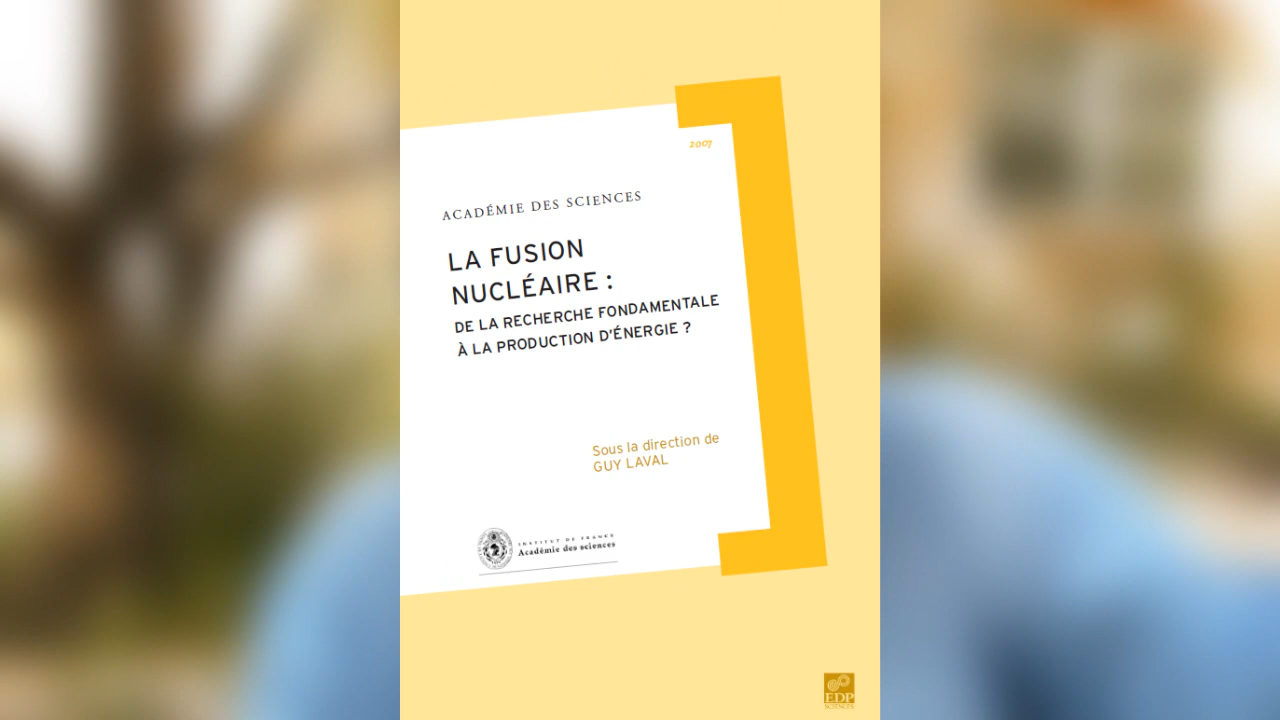 2007
ACADÉMIE DES SCIENCES
LA FUSION
NUCLÉAIRE :
DE LA RECHERCHE FONDAMENTALE
À LA PRODUCTION D'ÉNERGIE ?
Sous la direction de
GUY LAVAL
INSTITUT DE FRANCE
Académie des sciences
EDP
SCIENCES